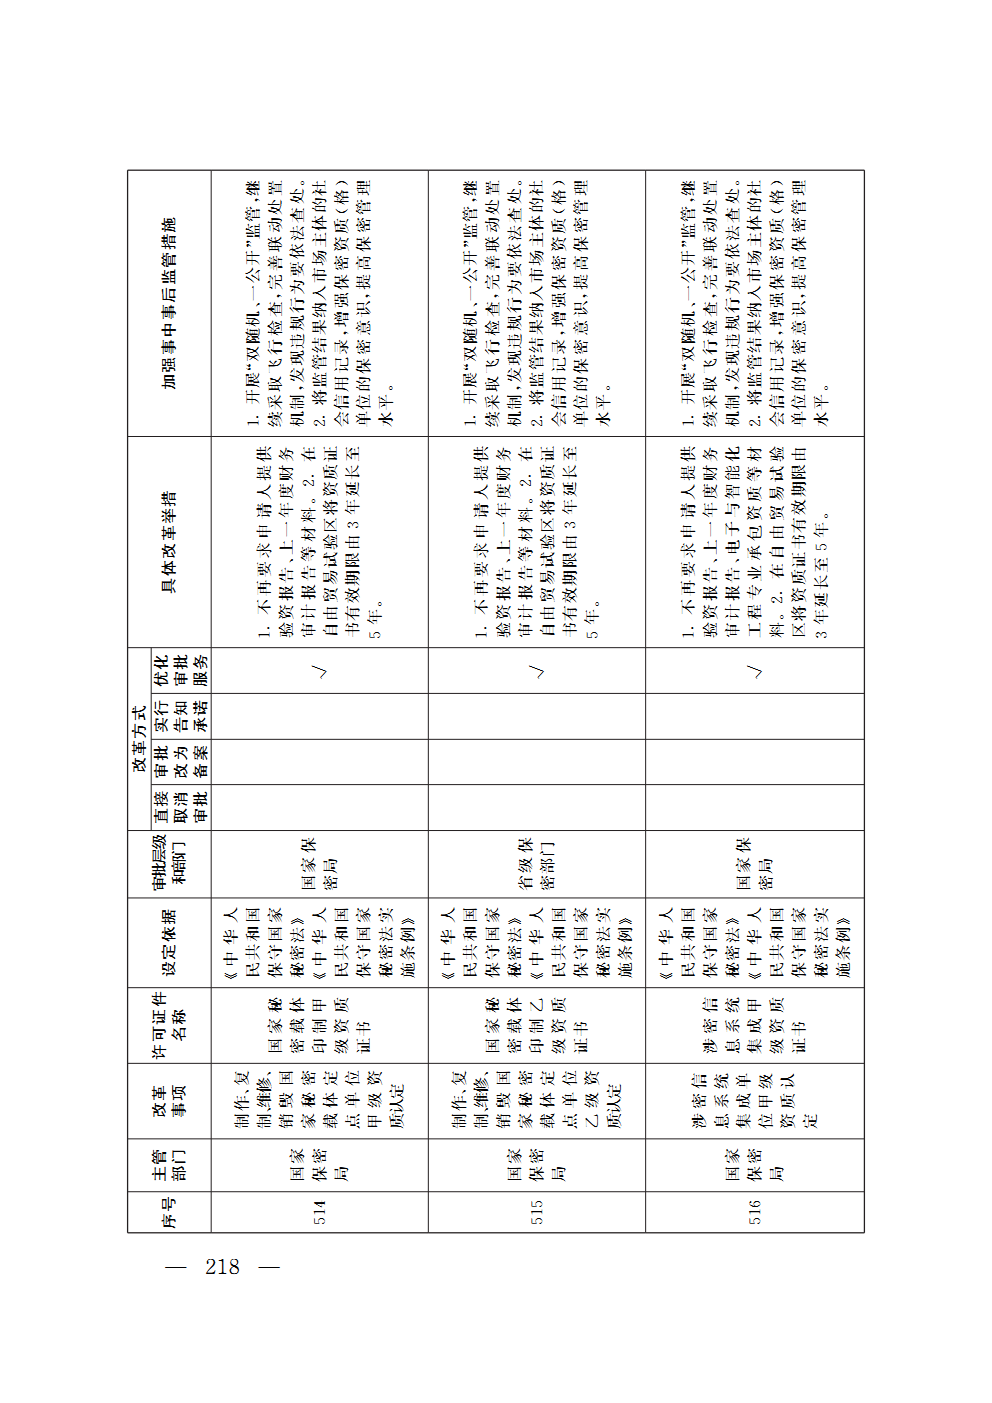 序号
主管
部门
改革
事项
许可证件
名称
设定依据
审批层级
和部门
改革方式
直接
取消
审批
审批
改为
备案
实行
告知
承诺
优化
审批
服务
具体改革举措
加强事中事后监管措施
514
国家
保密
局
制作、复
制、维修、
销毁国
家秘密
载体定
点单位
甲级资
质认定
国家秘
密载体
印制甲
级资质
证书
《中华人
民共和国
保守国家
秘密法》
《中华人
民共和国
保守国家
秘密法实
施条例》
国家保
密局
√
1. 不再要求申请人提供
验资报告、上一年度财务
审计报告等材料。2. 在
自由贸易试验区将资质证
书有效期限由3年延长至
5年。
1. 开展“双随机、一公开”监管,继
续采取飞行检查,完善联动处置
机制,发现违规行为要依法查处。
2. 将监管结果纳入市场主体的社
会信用记录,增强保密资质(格)
单位的保密意识,提高保密管理
水平。
515
国家
保密
局
制作、复
制、维修、
销毁国
家秘密
载体定
点单位
乙级资
质认定
国家秘
密载体
印制乙
级资质
证书
《中华人
民共和国
保守国家
秘密法》
《中华人
民共和国
保守国家
秘密法实
施条例》
省级保
密部门
√
1. 不再要求申请人提供
验资报告、上一年度财务
审计报告等材料。2. 在
自由贸易试验区将资质证
书有效期限由3年延长至
5年。
1. 开展“双随机、一公开”监管,继
续采取飞行检查,完善联动处置
机制,发现违规行为要依法查处。
2. 将监管结果纳入市场主体的社
会信用记录,增强保密资质(格)
单位的保密意识,提高保密管理
水平。
516
国家
保密
局
涉密信
息系统
集成单
位甲级
资质认
定
涉密信
息系统
集成甲
级资质
证书
《中华人
民共和国
保守国家
秘密法》
《中华人
民共和国
保守国家
秘密法实
施条例》
国家保
密局
√
1. 不再要求申请人提供
验资报告、上一年度财务
审计报告、电子与智能化
工程专业承包资质等材
料。2. 在自由贸易试验
区将资质证书有效期限由
3年延长至5年。
1. 开展“双随机、一公开”监管,继
续采取飞行检查,完善联动处置
机制,发现违规行为要依法查处。
2. 将监管结果纳入市场主体的社
会信用记录,增强保密资质(格)
单位的保密意识,提高保密管理
水平。
— 218 —